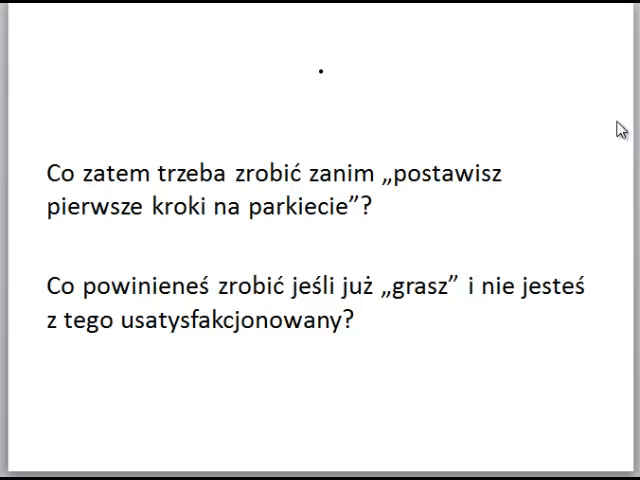 .
Co zatem trzeba zrobić zanim „postawisz
pierwsze kroki na parkiecie”?
Co powinieneś zrobić jeśli już „grasz” i nie jesteś
z tego usatysfakcjonowany?